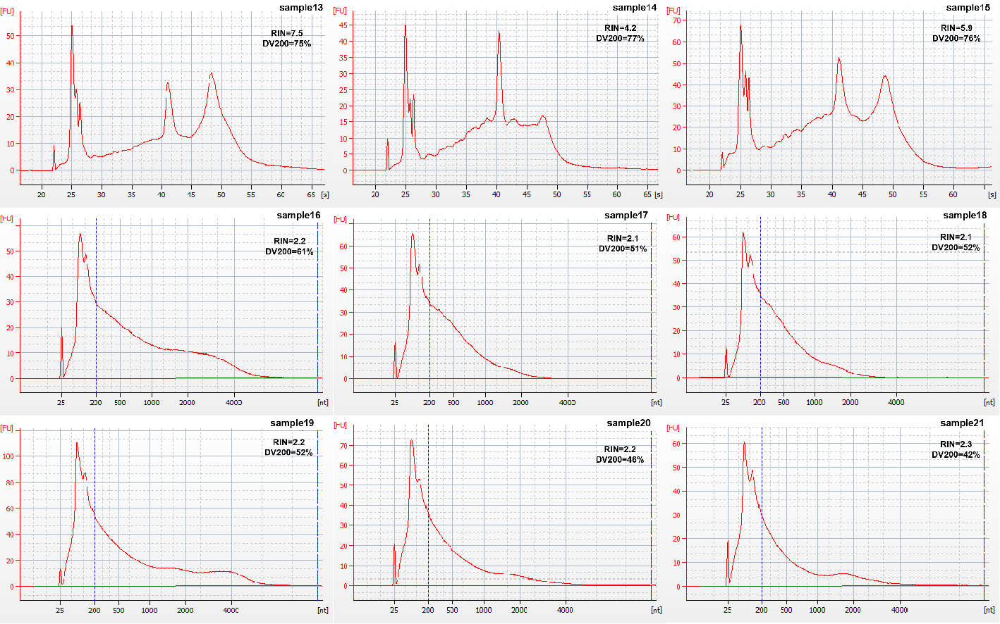 [FU]
sample13
RIN=7.5
DV200=75%
50
40
30
20
10
0
20 25 30 35 40 45 50 55 60 65 [s]
[FU]
sample14
RIN=4.2
DV200=77%
45
40
35
30
25
20
15
10
5
0
20 25 30 35 40 45 50 55 60 65 [s]
[FU]
sample15
RIN=5.9
DV200=76%
70
60
50
40
30
20
10
0
20 25 30 35 40 45 50 55 60 65 [s]
[FU]
sample16
RIN=2.2
DV200=61%
50
40
30
20
10
0
25 200 500 1000 2000 4000 [nt]
[FU]
sample17
RIN=2.1
DV200=51%
60
50
40
30
20
10
0
25 200 500 1000 2000 4000 [nt]
[FU]
sample18
RIN=2.1
DV200=52%
60
50
40
30
20
10
0
25 200 500 1000 2000 4000 [nt]
[FU]
sample19
RIN=2.2
DV200=52%
100
80
60
40
20
0
25 200 500 1000 2000 4000 [nt]
[FU]
sample20
RIN=2.2
DV200=46%
70
60
50
40
30
20
10
0
25 200 500 1000 2000 4000 [nt]
[FU]
sample21
RIN=2.3
DV200=42%
60
50
40
30
20
10
0
25 200 500 1000 2000 4000 [nt]